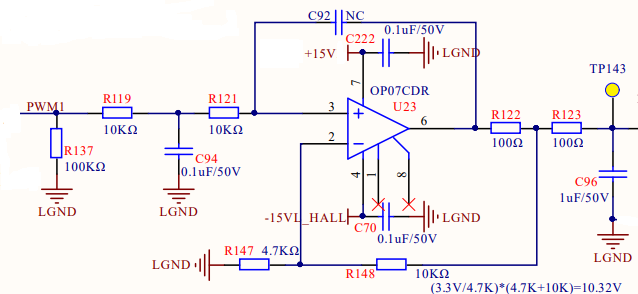 C92 NC
C222 0.1uF/50V
+15V LGND
TP143
OP07CDR
7 U23
PWM1 R119 R121 3 6 R122 R123
10KΩ 10KΩ 100Ω 100Ω
R137 2
100KΩ C94
0.1uF/50V 4 1 8 C96
1uF/50V
LGND LGND -15VL_HALL LGND
C70
0.1uF/50V LGND
R147 4.7KΩ
LGND R148 10KΩ
(3.3V/4.7K)*(4.7K+10K)=10.32V